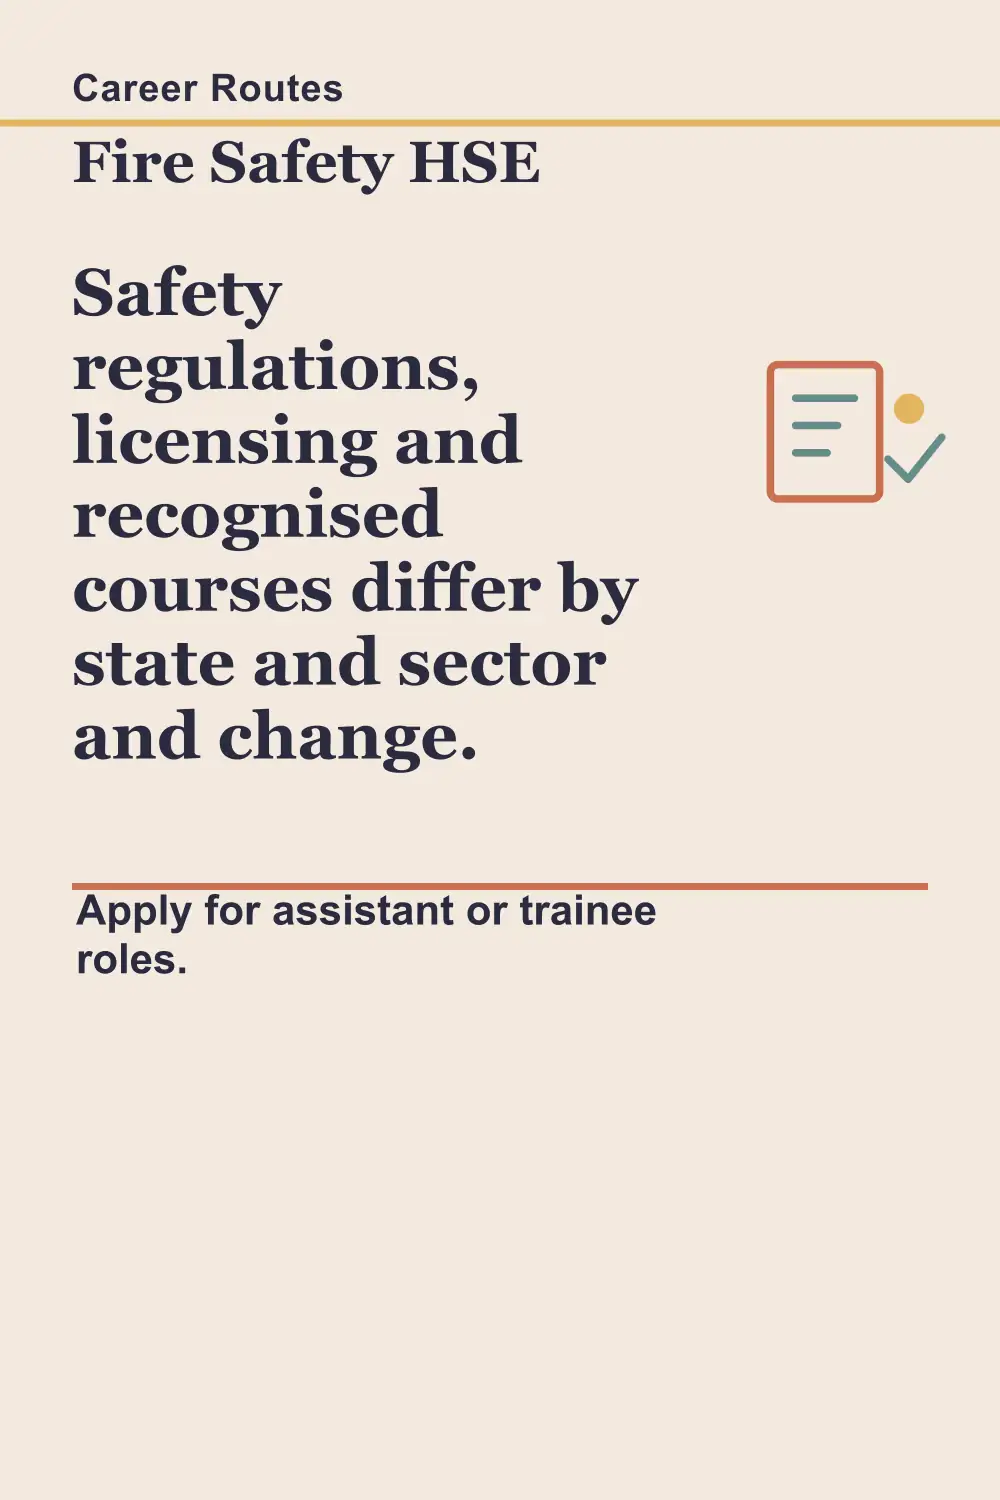 Career Routes
Fire Safety HSE
Safety
regulations,
licensing and
recognised
courses differ by
state and sector
and change.
Apply for assistant or trainee
roles.